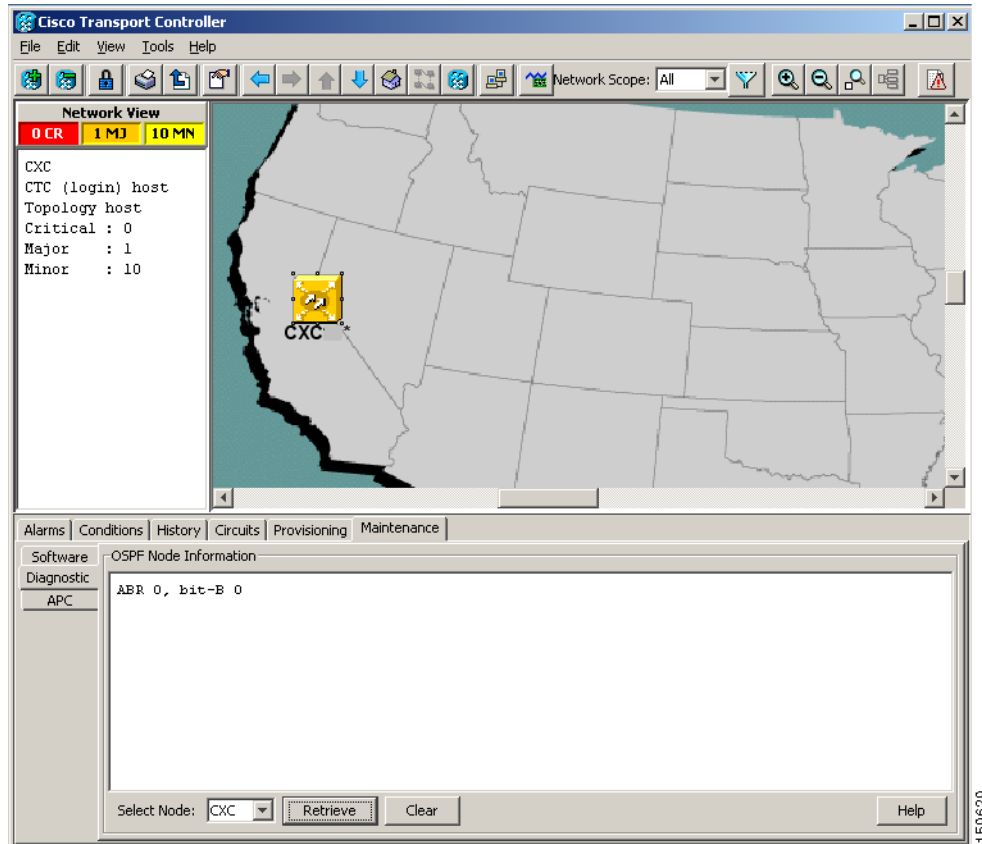 Cisco Transport Controller
File Edit View Tools Help
Network Scope: All
Network View
0 CR 1 MJ 10 MN
CXC
CTC (login) host
Topology host
Critical : 0
Major : 1
Minor : 10
CXC *
Alarms Conditions History Circuits Provisioning Maintenance
Software
Diagnostic
APC
OSPF Node Information
ABR 0, bit-B 0
Select Node: CXC Retrieve Clear Help